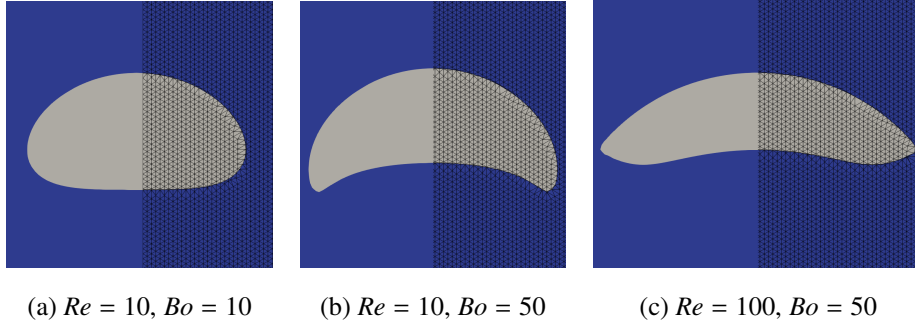 (a) Re = 10, Bo = 10 (b) Re = 10, Bo = 50 (c) Re = 100, Bo = 50